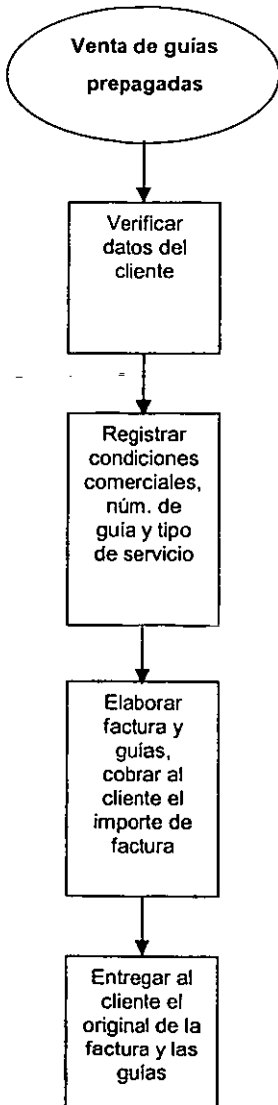 Venta de guías
prepagadas
Verificar
datos del
cliente
Registrar
condiciones
comerciales,
núm. de
guía y tipo
de servicio
Elaborar
factura y
guías,
cobrar al
cliente el
importe de
factura
Entregar al
cliente el
original de la
factura y las
guías